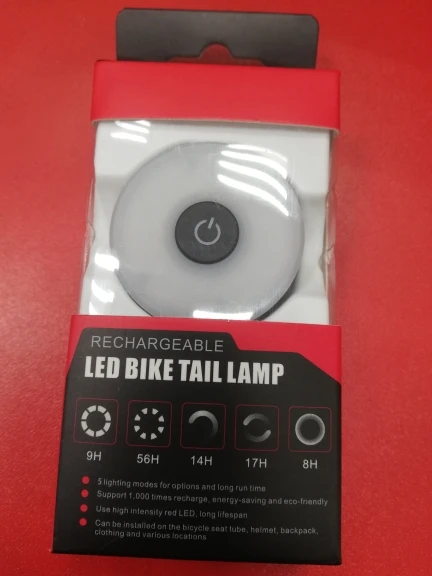 RECHARGEABLE
LED BIKE TAIL LAMP
9H 56H 14H 17H 8H
5 lighting modes for options and long run time
Support 1,000 times recharge, energy-saving and eco-friendly
Use high intensity red LED, long lifespan
Can be installed on the bicycle seat tube, helmet, backpack,
clothing and various locations